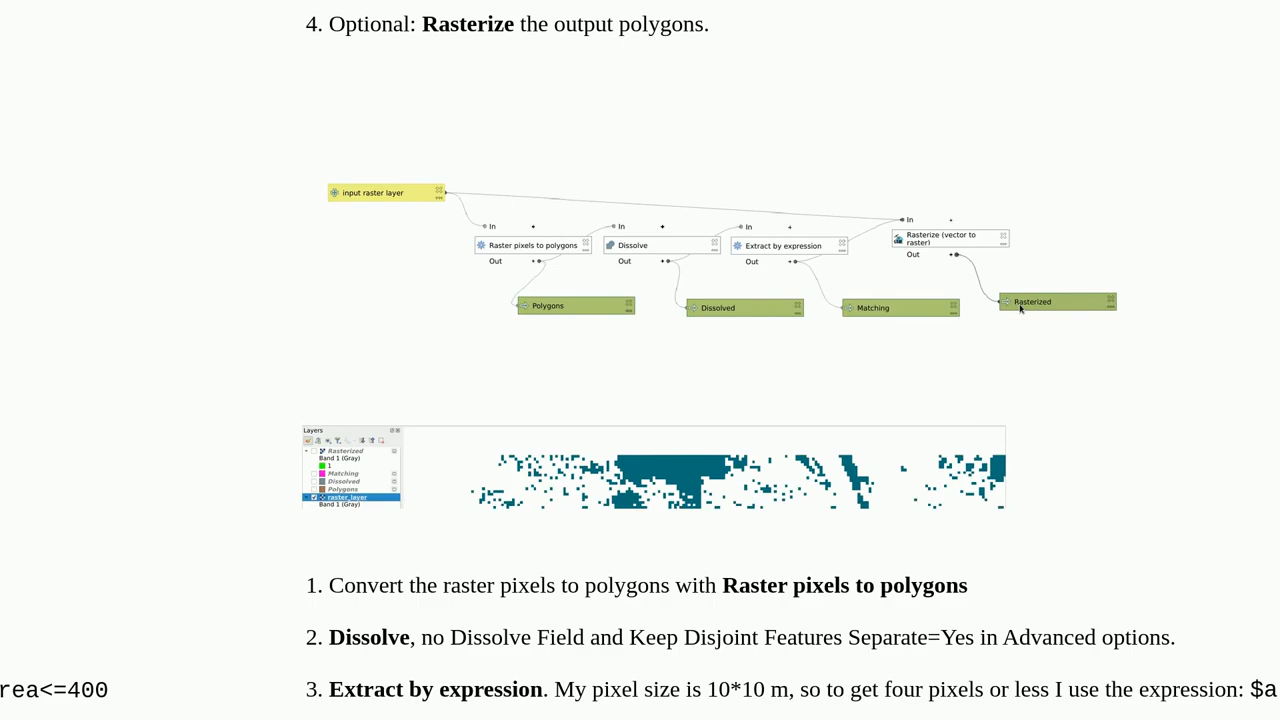 4. Optional: Rasterize the output polygons.
input raster layer
In
In
In
In
Raster pixels to polygons
Dissolve
Extract by expression
Rasterize (vector to
raster)
Out
Out
Out
Out
Polygons
Dissolved
Matching
Rasterized
Layers
Rasterized
Band 1 (Gray)
1
Matching
Dissolved
Polygons
raster_layer
Band 1 (Gray)
1. Convert the raster pixels to polygons with Raster pixels to polygons
2. Dissolve, no Dissolve Field and Keep Disjoint Features Separate=Yes in Advanced options.
3. Extract by expression. My pixel size is 10*10 m, so to get four pixels or less I use the expression: $a
rea<=400